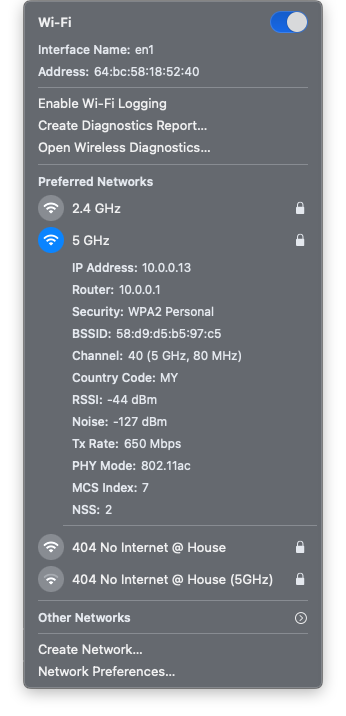 Wi-Fi
Interface Name: en1
Address: 64:bc:58:18:52:40
Enable Wi-Fi Logging
Create Diagnostics Report...
Open Wireless Diagnostics...
Preferred Networks
2.4 GHz
5 GHz
IP Address: 10.0.0.13
Router: 10.0.0.1
Security: WPA2 Personal
BSSID: 58:d9:d5:b5:97:c5
Channel: 40 (5 GHz, 80 MHz)
Country Code: MY
RSSI: -44 dBm
Noise: -127 dBm
Tx Rate: 650 Mbps
PHY Mode: 802.11ac
MCS Index: 7
NSS: 2
404 No Internet @ House
404 No Internet @ House (5GHz)
Other Networks
Create Network...
Network Preferences...